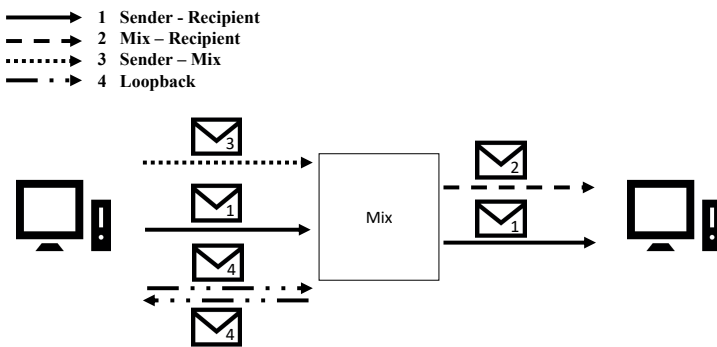 1 Sender - Recipient
2 Mix – Recipient
3 Sender – Mix
4 Loopback
3
2
1
1
Mix
4
4